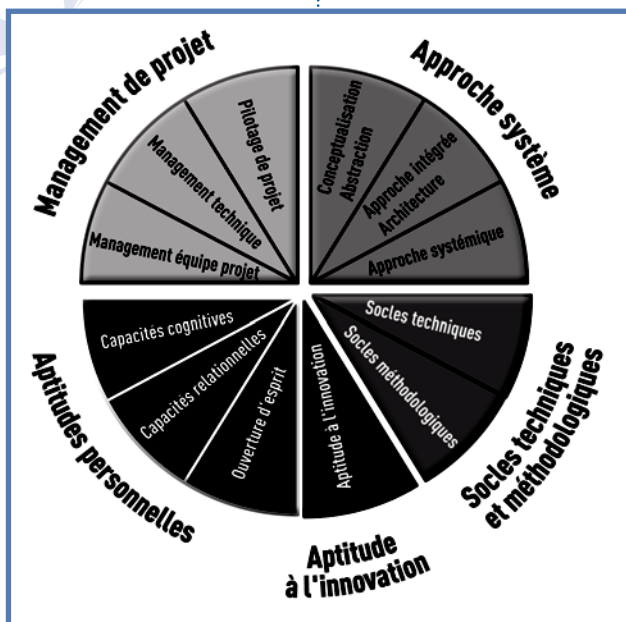 Management de projet
Pilotage de projet
Management technique
Management équipe projet
Approche système
Conceptualisation
Abstraction
Approche intégrée
Architecture
Approche systémique
Socles techniques
Socles méthodologiques
Socles techniques
et méthodologiques
Aptitude à l'innovation
Aptitude
à l'innovation
Capacités cognitives
Capacités relationnelles
Ouverture d'esprit
Aptitudes personnelles